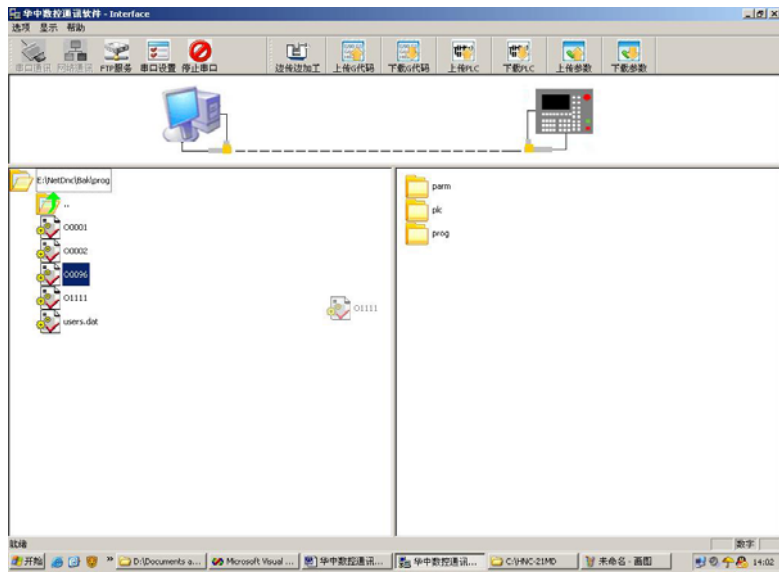 华中数控通讯软件 - Interface
选项 显示 帮助
串口通讯 网络通讯 FTP服务 串口设置 停止串口 边传边加工 上传G代码 下载G代码 上传PLC 下载PLC 上传参数 下载参数
E:\NetDnc\Bak\prog
..
O0001
O0002
O0096
O1111
users.dat
O1111
parm
plc
prog
就绪
数字
开始 D:\Documents a... Microsoft Visual ... 华中数控通讯... 华中数控通讯... C:\HNC-21MD 未命名 - 画图 14:02